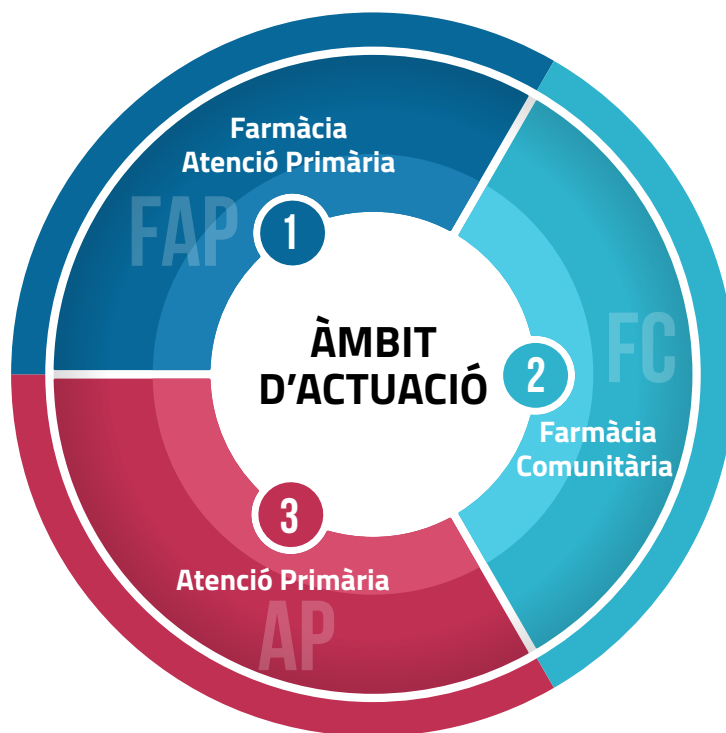 Farmàcia
Atenció Primària
FAP
1
ÀMBIT
D'ACTUACIÓ
2
FC
Farmàcia
Comunitària
3
Atenció Primària
AP